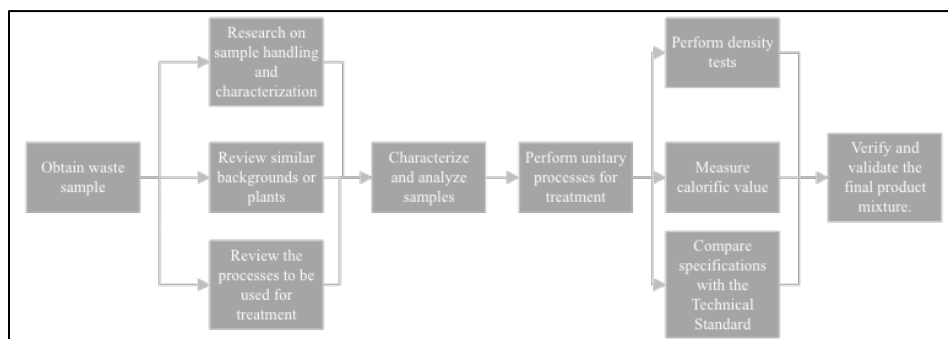 Obtain waste
sample
Research on
sample handling
and
characterization
Review similar
backgrounds or
plants
Review the
processes to be
used for
treatment
Characterize
and analyze
samples
Perform unitary
processes for
treatment
Perform density
tests
Measure
calorific value
Compare
specifications
with the
Technical
Standard
Verify and
validate the
final product
mixture.